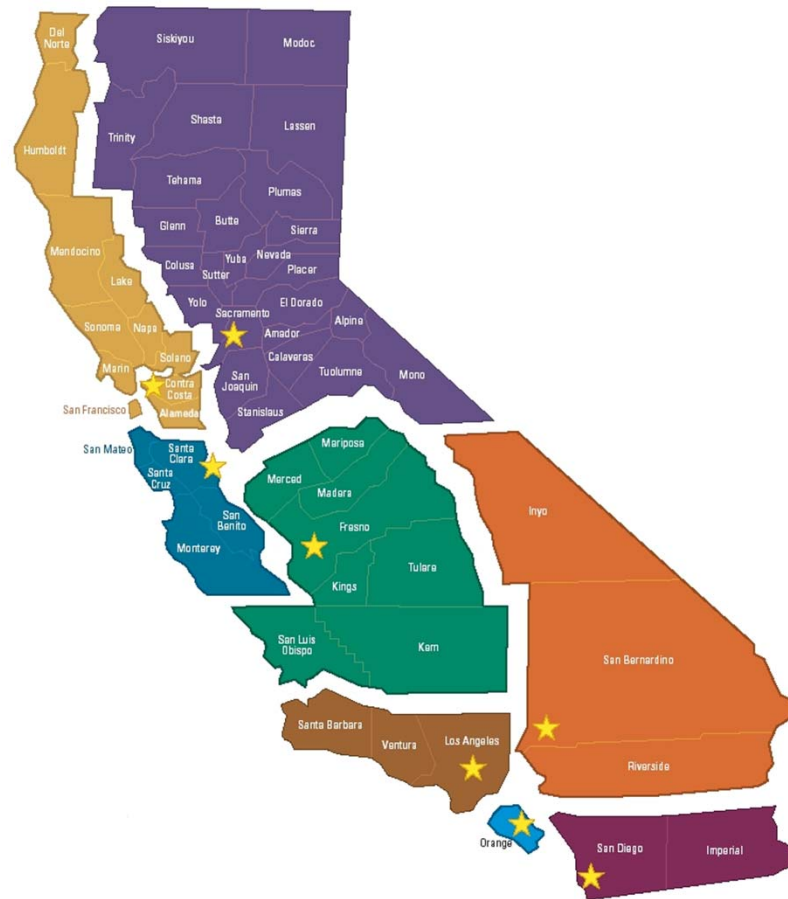 Del
Norte
Siskiyou
Modoc
Humboldt
Trinity
Shasta
Lassen
Tehama
Plumas
Glenn
Butte
Sierra
Mendocino
Lake
Colusa
Sutter
Yuba
Nevada
Placer
Yolo
El Dorado
Sonoma
Napa
Sacramento
Alpine
Amador
Solano
Marin
Calaveras
Mono
San
Joaquin
Tuolumne
Contra
Costa
San Francisco
Alameda
Stanislaus
San Mateo
Santa
Clara
Santa
Cruz
Mariposa
Merced
Madera
Inyo
San
Benito
Fresno
Monterey
Tulare
Kings
San Luis
Obispo
Kern
San Bernardino
Santa Barbara
Ventura
Los Angeles
Riverside
Orange
San Diego
Imperial